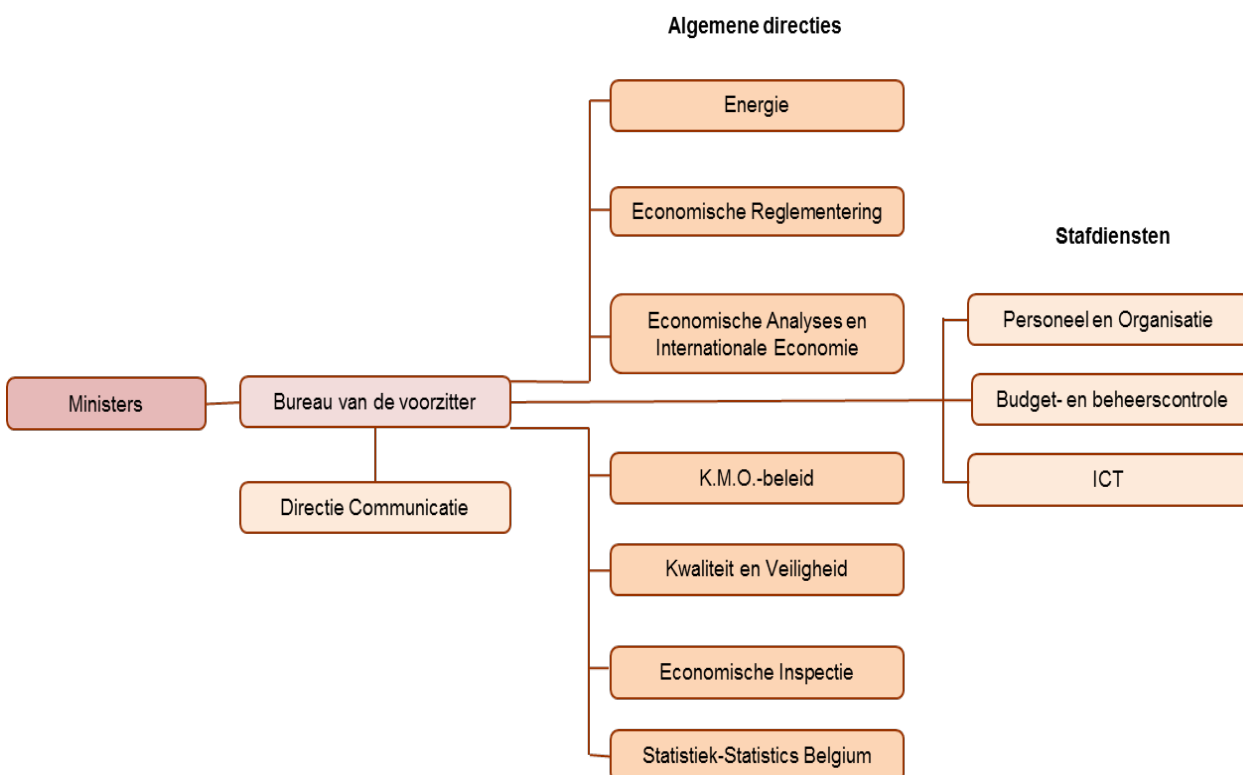 Algemene directies
Energie
Economische Reglementering
Economische Analyses en
Internationale Economie
K.M.O.-beleid
Kwaliteit en Veiligheid
Economische Inspectie
Statistiek-Statistics Belgium
Stafdiensten
Personeel en Organisatie
Budget- en beheerscontrole
ICT
Ministers
Bureau van de voorzitter
Directie Communicatie